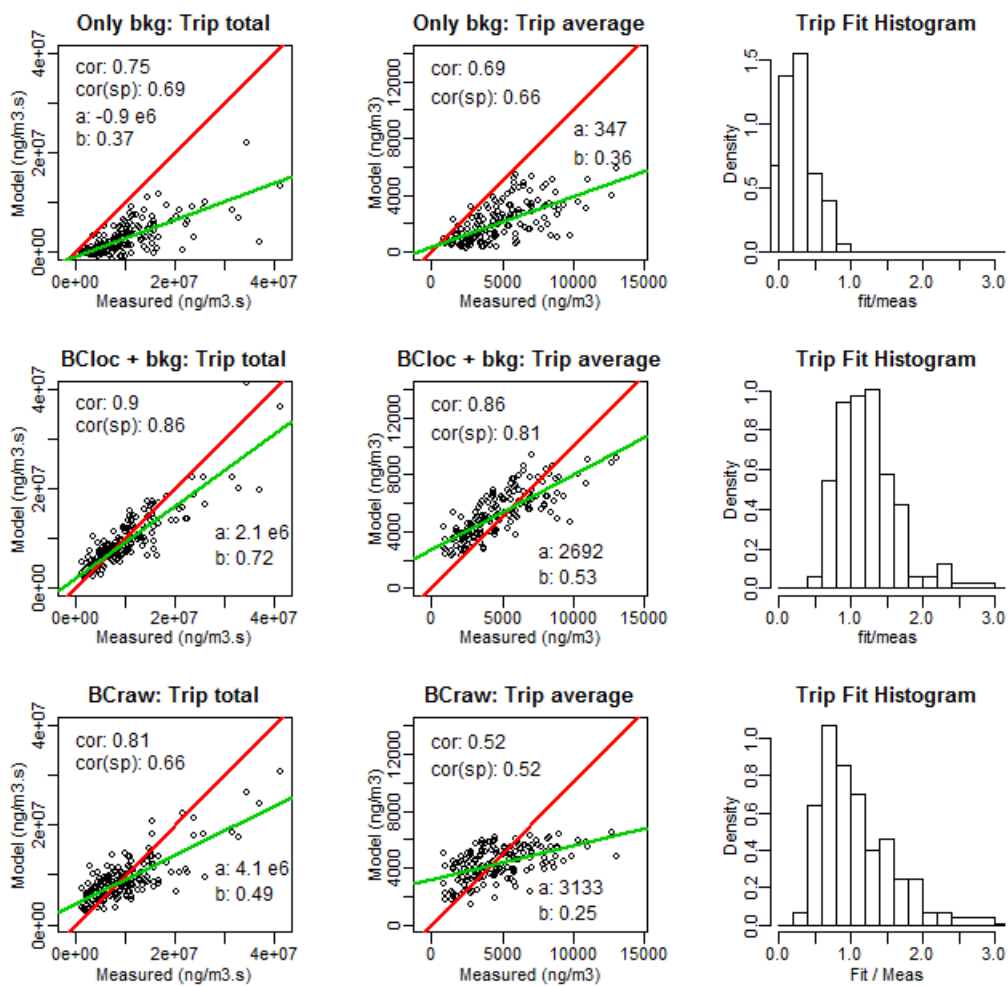 Only bkg: Trip total
cor: 0.75
cor(sp): 0.69
a: -0.9 e6
b: 0.37
Model (ng/m3.s)
0e+00 2e+07 4e+07
0e+00 2e+07 4e+07
Measured (ng/m3.s)
Only bkg: Trip average
cor: 0.69
cor(sp): 0.66
a: 347
b: 0.36
Model (ng/m3)
0 4000 8000 12000
0 5000 10000 15000
Measured (ng/m3)
Trip Fit Histogram
Density
0.0 0.5 1.0 1.5
0.0 1.0 2.0 3.0
fit/meas
BCloc + bkg: Trip total
cor: 0.9
cor(sp): 0.86
a: 2.1 e6
b: 0.72
Model (ng/m3.s)
0e+00 2e+07 4e+07
0e+00 2e+07 4e+07
Measured (ng/m3.s)
BCloc + bkg: Trip average
cor: 0.86
cor(sp): 0.81
a: 2692
b: 0.53
Model (ng/m3)
0 4000 8000 12000
0 5000 10000 15000
Measured (ng/m3)
Trip Fit Histogram
Density
0.0 0.2 0.4 0.6 0.8 1.0
0.0 1.0 2.0 3.0
fit/meas
BCraw: Trip total
cor: 0.81
cor(sp): 0.66
a: 4.1 e6
b: 0.49
Model (ng/m3.s)
0e+00 2e+07 4e+07
0e+00 2e+07 4e+07
Measured (ng/m3.s)
BCraw: Trip average
cor: 0.52
cor(sp): 0.52
a: 3133
b: 0.25
Model (ng/m3)
0 4000 8000 12000
0 5000 10000 15000
Measured (ng/m3)
Trip Fit Histogram
Density
0.0 0.2 0.4 0.6 0.8 1.0
0.0 1.0 2.0 3.0
Fit / Meas